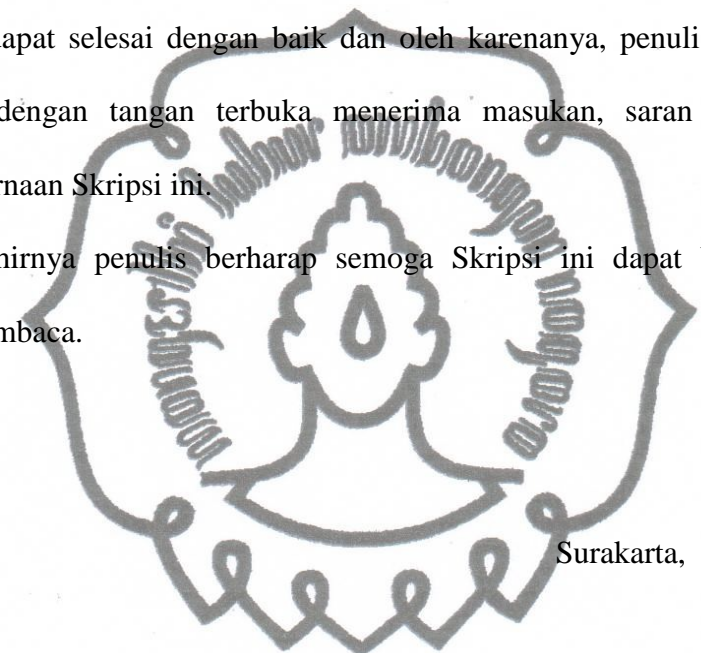 apat selesai dengan baik dan oleh karenanya, penuli
dengan tangan terbuka menerima masukan, saran
rnaan Skripsi ini.
hirnya penulis berharap semoga Skripsi ini dapat
mbaca.
Surakarta,